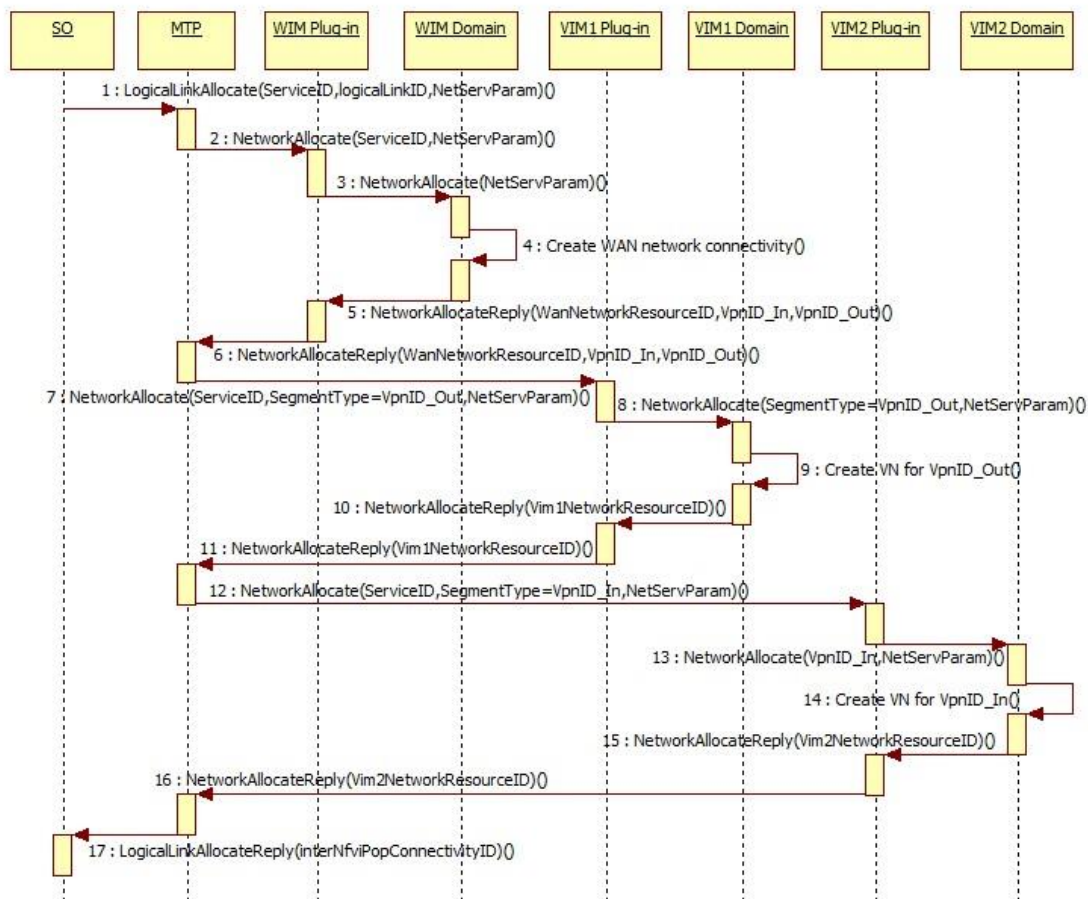 SO
MTP
WIM Plug-in
WIM Domain
VIM1 Plug-in
VIM1 Domain
VIM2 Plug-in
VIM2 Domain
1 : LogicalLinkAllocate(ServiceID,logicalLinkID,NetServParam)()
2 : NetworkAllocate(ServiceID,NetServParam)()
3 : NetworkAllocate(NetServParam)()
4 : Create WAN network connectivity()
5 : NetworkAllocateReply(WanNetworkResourceID,VpnID_In,VpnID_Out)()
6 : NetworkAllocateReply(WanNetworkResourceID,VpnID_In,VpnID_Out)()
7 : NetworkAllocate(ServiceID,SegmentType=VpnID_Out,NetServParam)()
8 : NetworkAllocate(SegmentType=VpnID_Out,NetServParam)()
9 : Create VN for VpnID_Out()
10 : NetworkAllocateReply(Vim1NetworkResourceID)()
11 : NetworkAllocateReply(Vim1NetworkResourceID)()
12 : NetworkAllocate(ServiceID,SegmentType=VpnID_In,NetServParam)()
13 : NetworkAllocate(VpnID_In,NetServParam)()
14 : Create VN for VpnID_In()
15 : NetworkAllocateReply(Vim2NetworkResourceID)()
16 : NetworkAllocateReply(Vim2NetworkResourceID)()
17 : LogicalLinkAllocateReply(interNfviPopConnectivityID)()